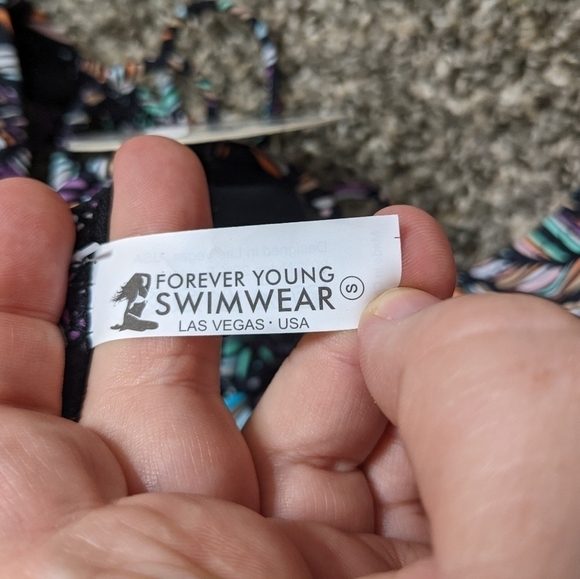 FOREVER YOUNG
SWIMWEAR
LAS VEGAS · USA
S